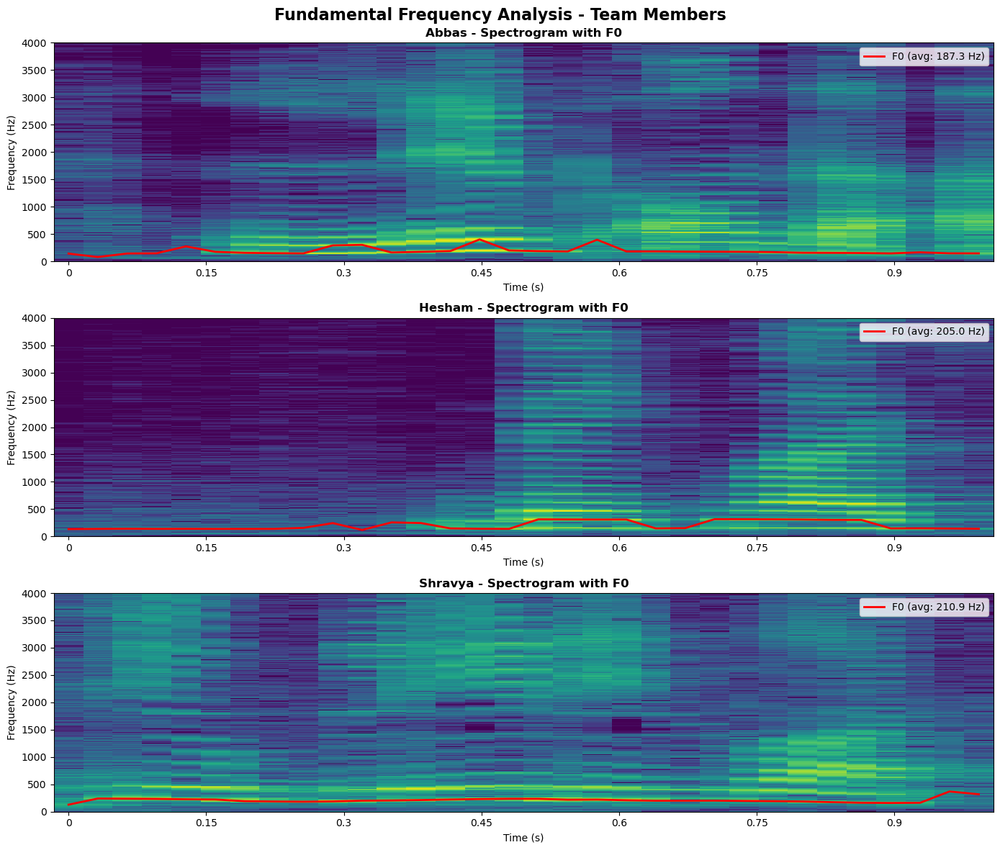 Fundamental Frequency Analysis - Team Members
Abbas - Spectrogram with F0
F0 (avg: 187.3 Hz)
4000
3500
3000
2500
2000
1500
1000
500
0
Frequency (Hz)
0 0.15 0.3 0.45 0.6 0.75 0.9
Time (s)
Hesham - Spectrogram with F0
F0 (avg: 205.0 Hz)
4000
3500
3000
2500
2000
1500
1000
500
0
Frequency (Hz)
0 0.15 0.3 0.45 0.6 0.75 0.9
Time (s)
Shravya - Spectrogram with F0
F0 (avg: 210.9 Hz)
4000
3500
3000
2500
2000
1500
1000
500
0
Frequency (Hz)
0 0.15 0.3 0.45 0.6 0.75 0.9
Time (s)